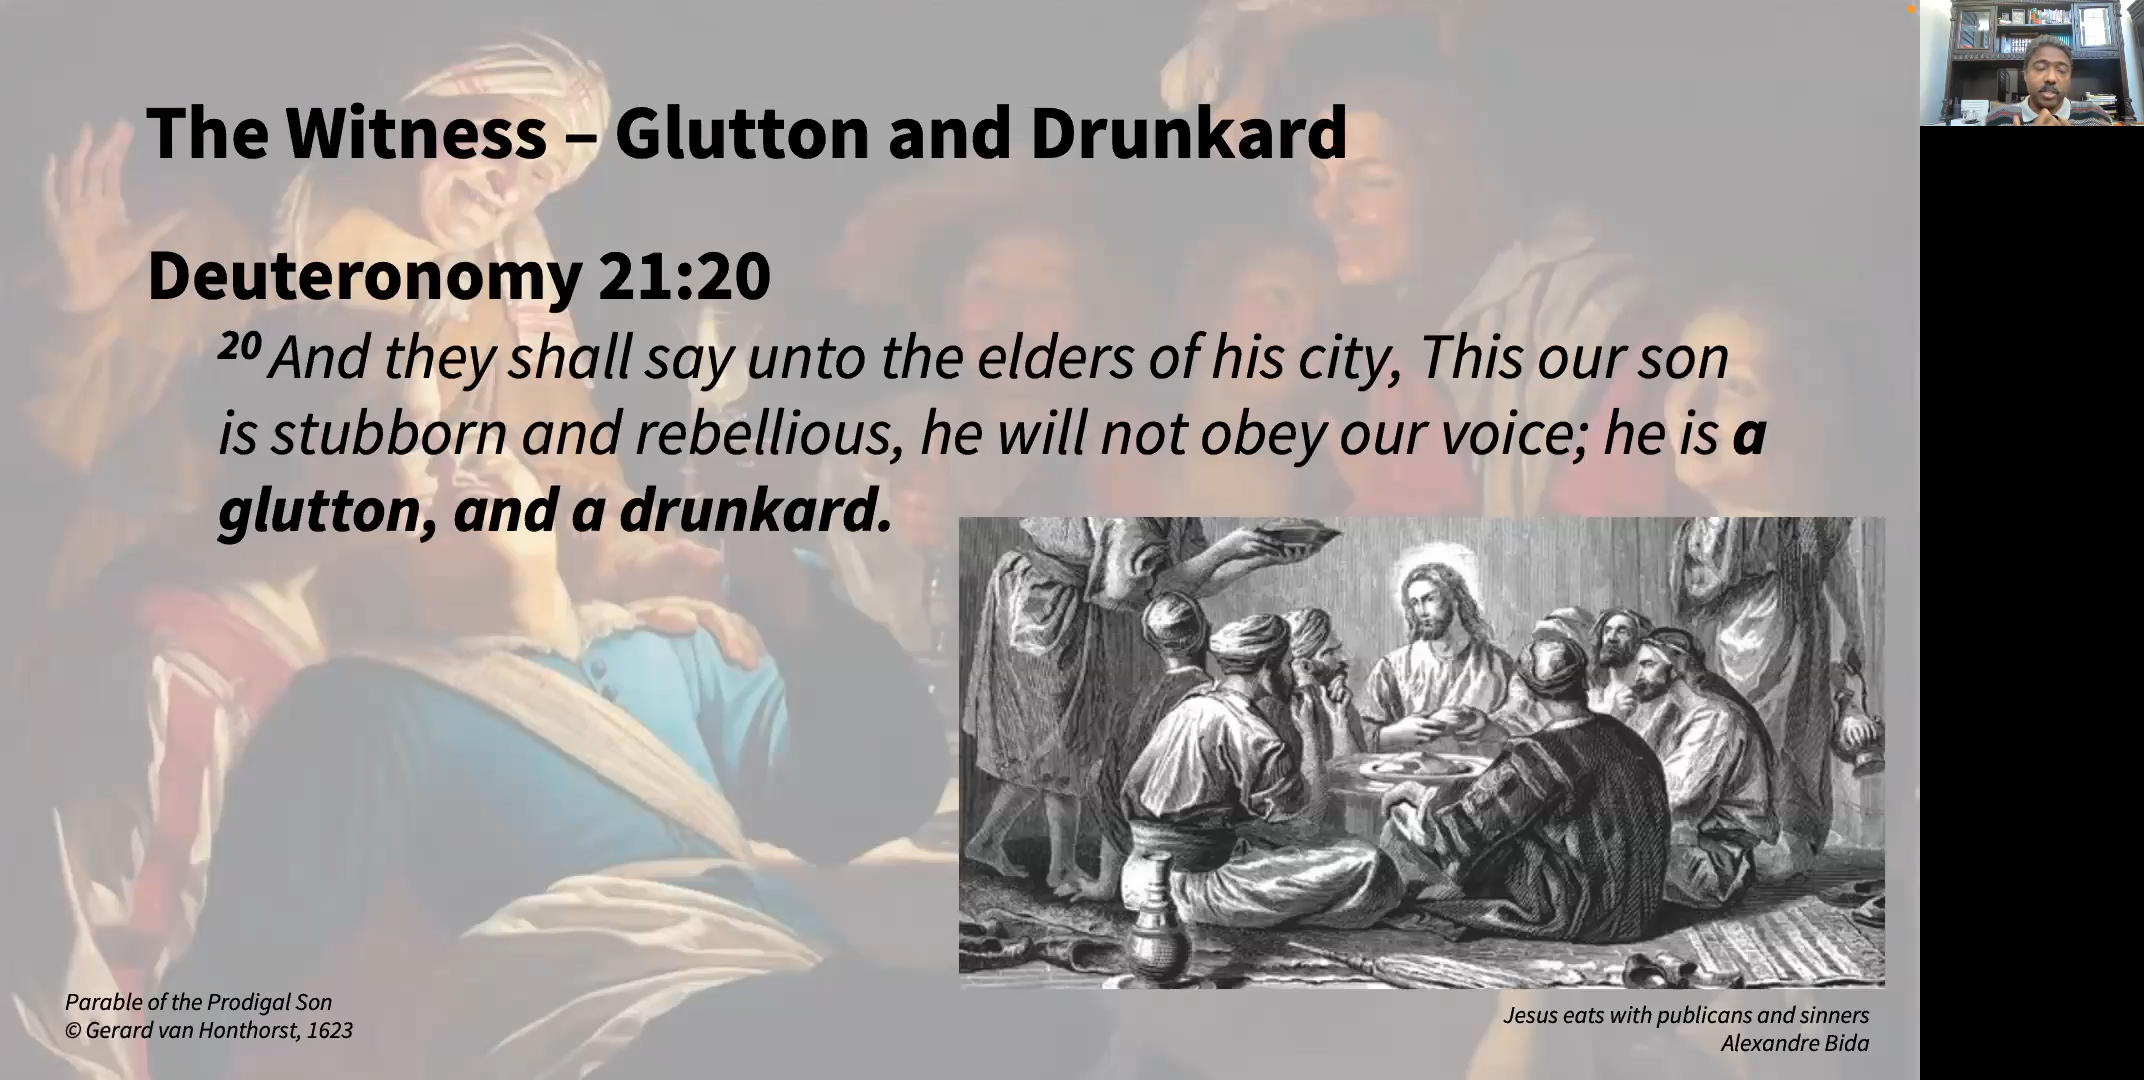 The Witness – Glutton and Drunkard
Deuteronomy 21:20
20 And they shall say unto the elders of his city, This our son
is stubborn and rebellious, he will not obey our voice; he is a
glutton, and a drunkard.
Parable of the Prodigal Son
© Gerard van Honthorst, 1623
Jesus eats with publicans and sinners
Alexandre Bida